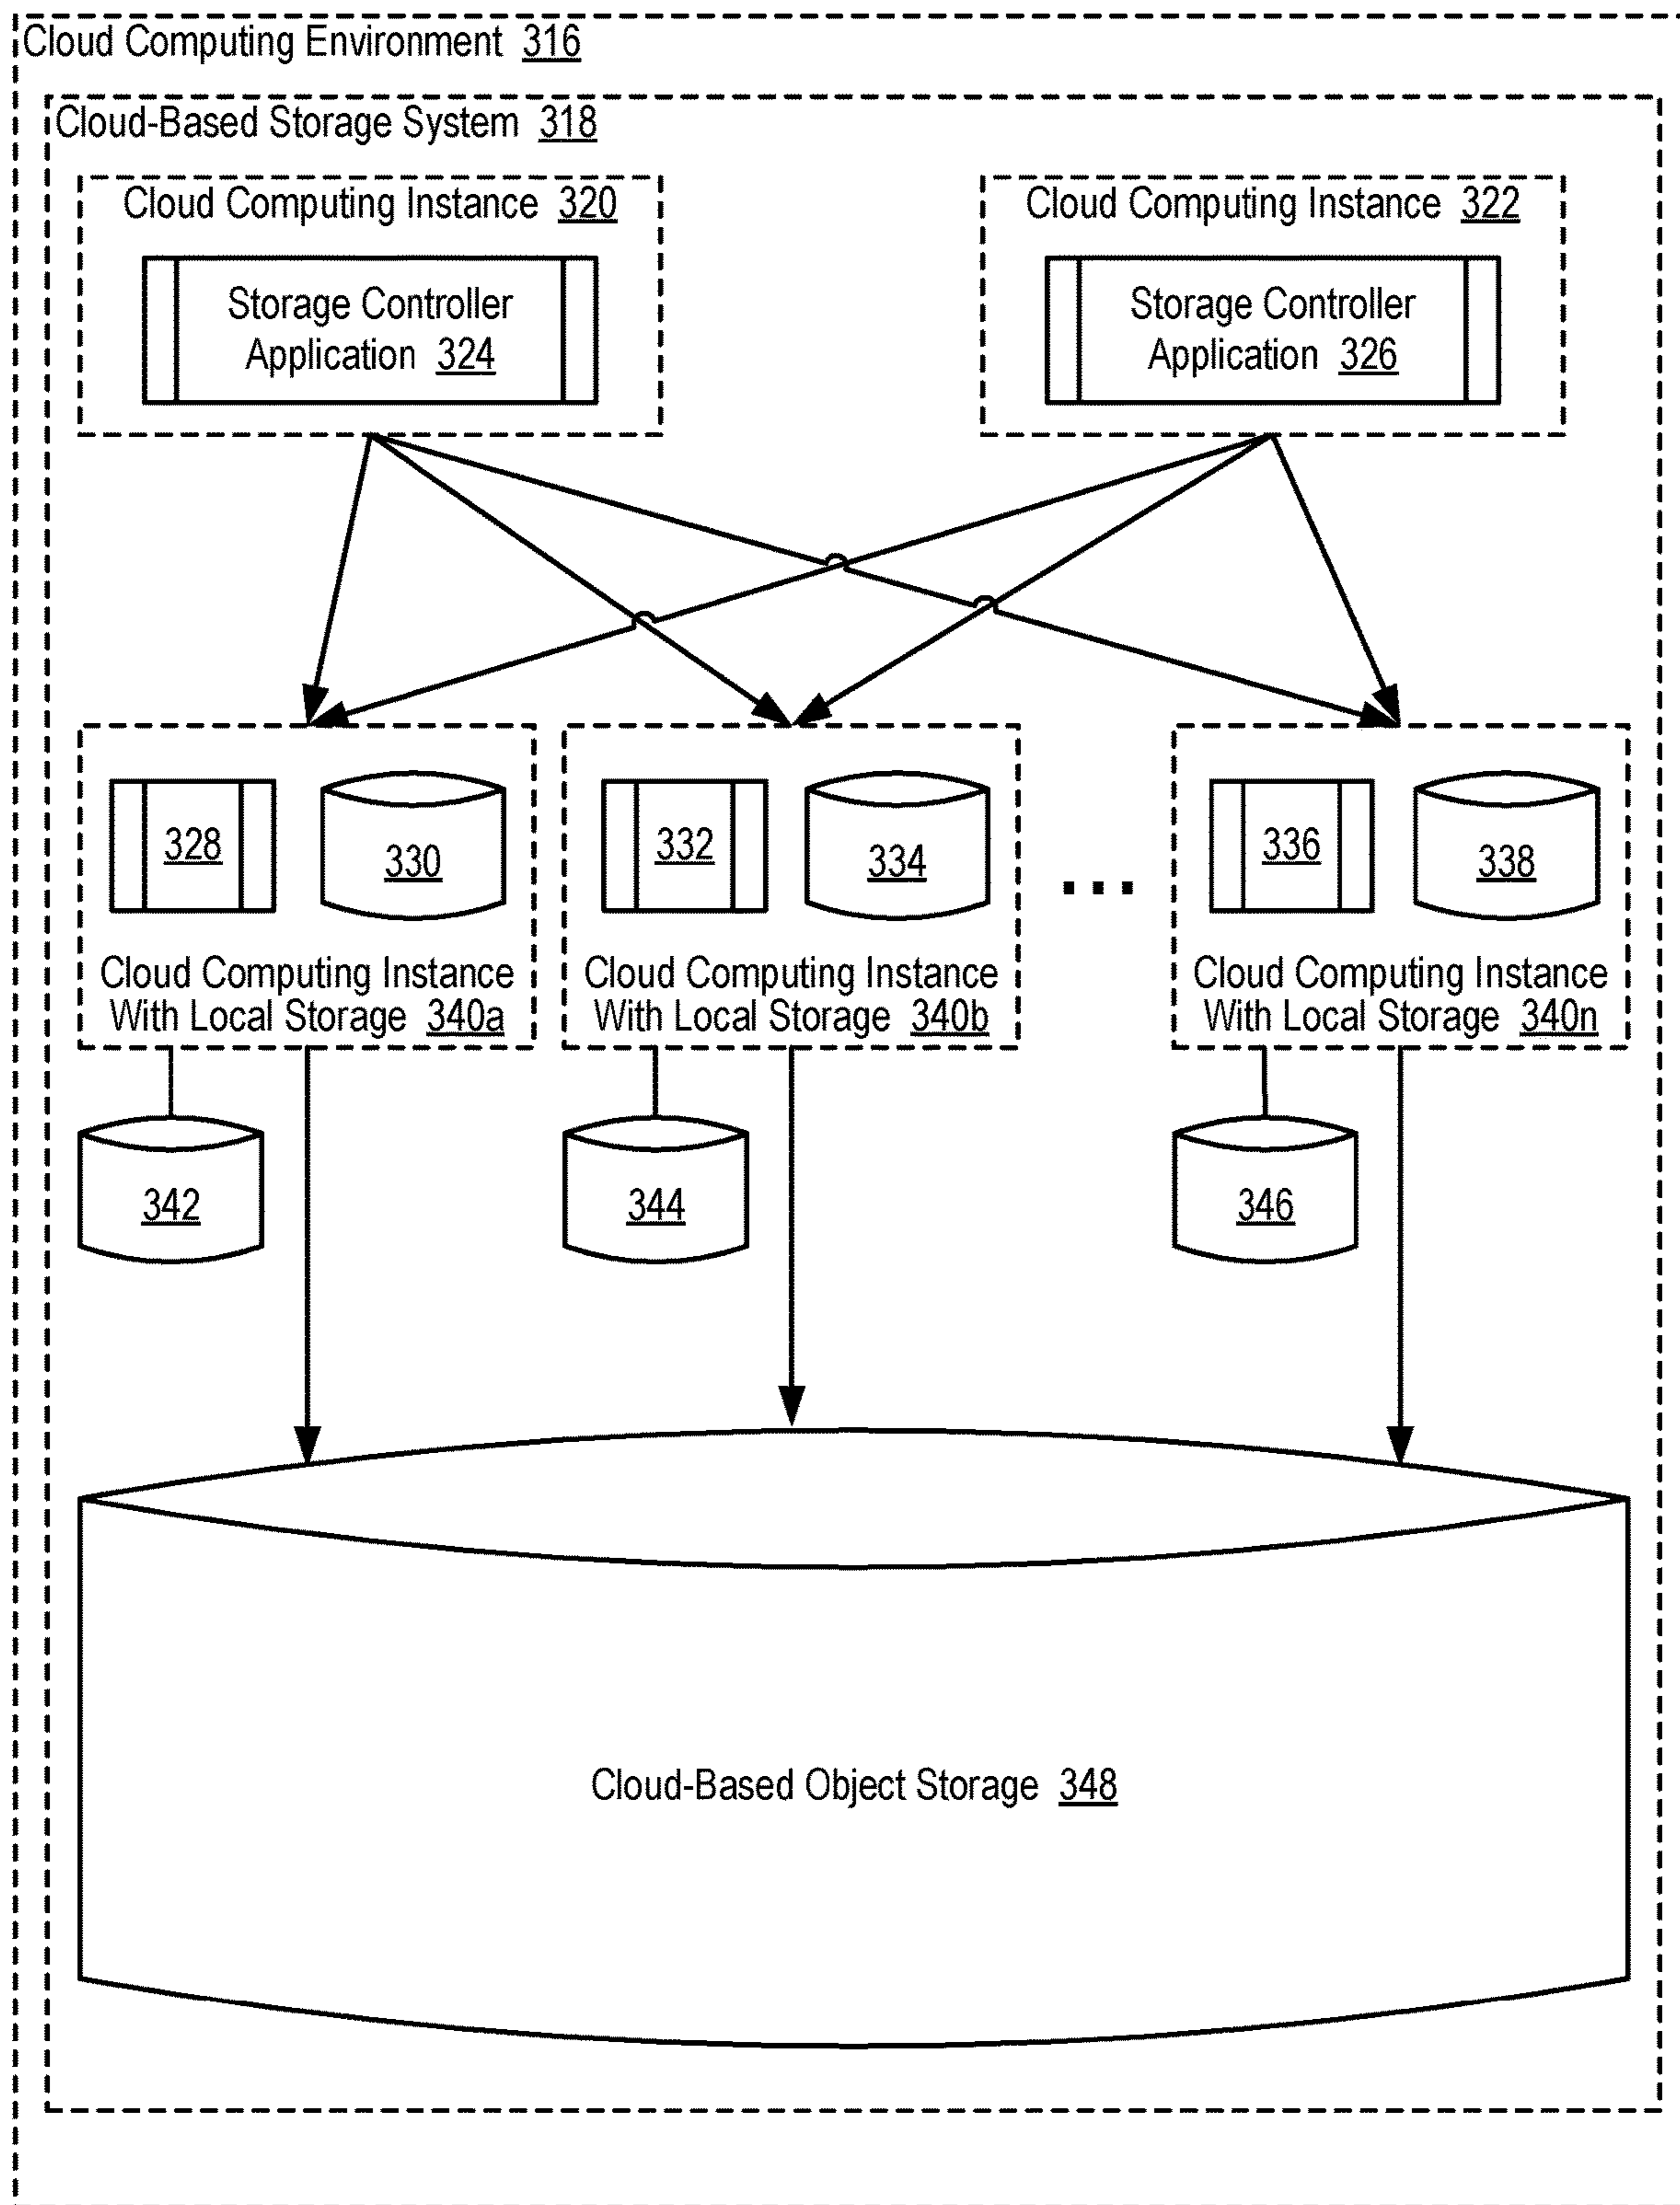 Cloud Computing Environment 316
Cloud-Based Storage System 318
Cloud Computing Instance 320
Storage Controller
Application 324
Cloud Computing Instance 322
Storage Controller
Application 326
328
330
Cloud Computing Instance
With Local Storage 340a
332
334
Cloud Computing Instance
With Local Storage 340b
...
336
338
Cloud Computing Instance
With Local Storage 340n
342
344
346
Cloud-Based Object Storage 348